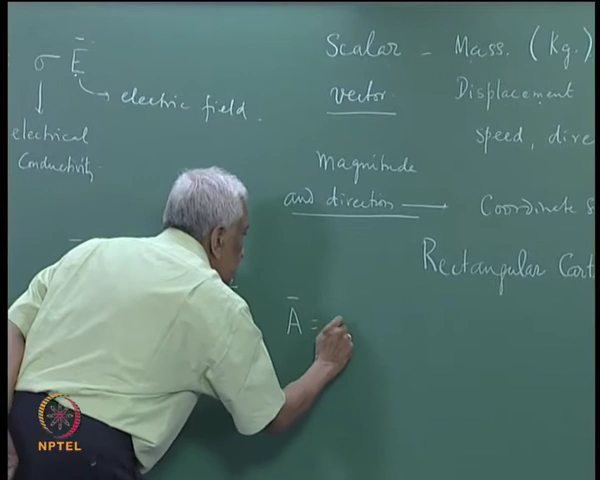 σ Ē
electric field.
electrical
Conductivity
Scalar - Mass. (Kg.)
vector. Displacement
speed, dire
magnitude
and direction → Coordinate s
Rectangular Cart
Ā =
NPTEL